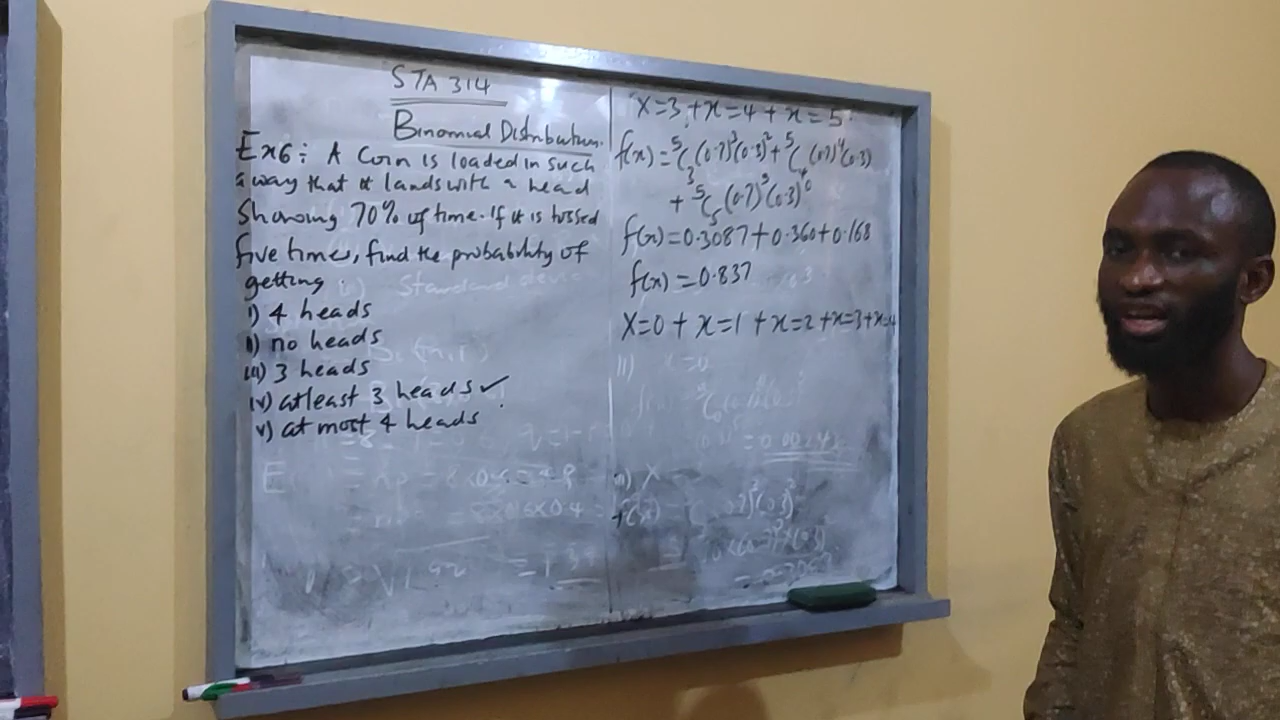 STA 314
Binomial Distribution.
Ex6: A Coin is loaded in such
a way that it lands with a head
Showing 70% of time. If it is tossed
five times, find the probability of
getting:
i) 4 heads
ii) no heads
iii) 3 heads
iv) atleast 3 heads ✓
v) at most 4 heads
X=3 + x=4 + x=5
f(x) = ⁵C₃ (0.7)³(0.3)² + ⁵C₄ (0.7)⁴(0.3)
+ ⁵C₅ (0.7)⁵(0.3)⁰
f(x) = 0.3087 + 0.360 + 0.168
f(x) = 0.837
X=0 + x=1 + x=2 + x=3 + x=4